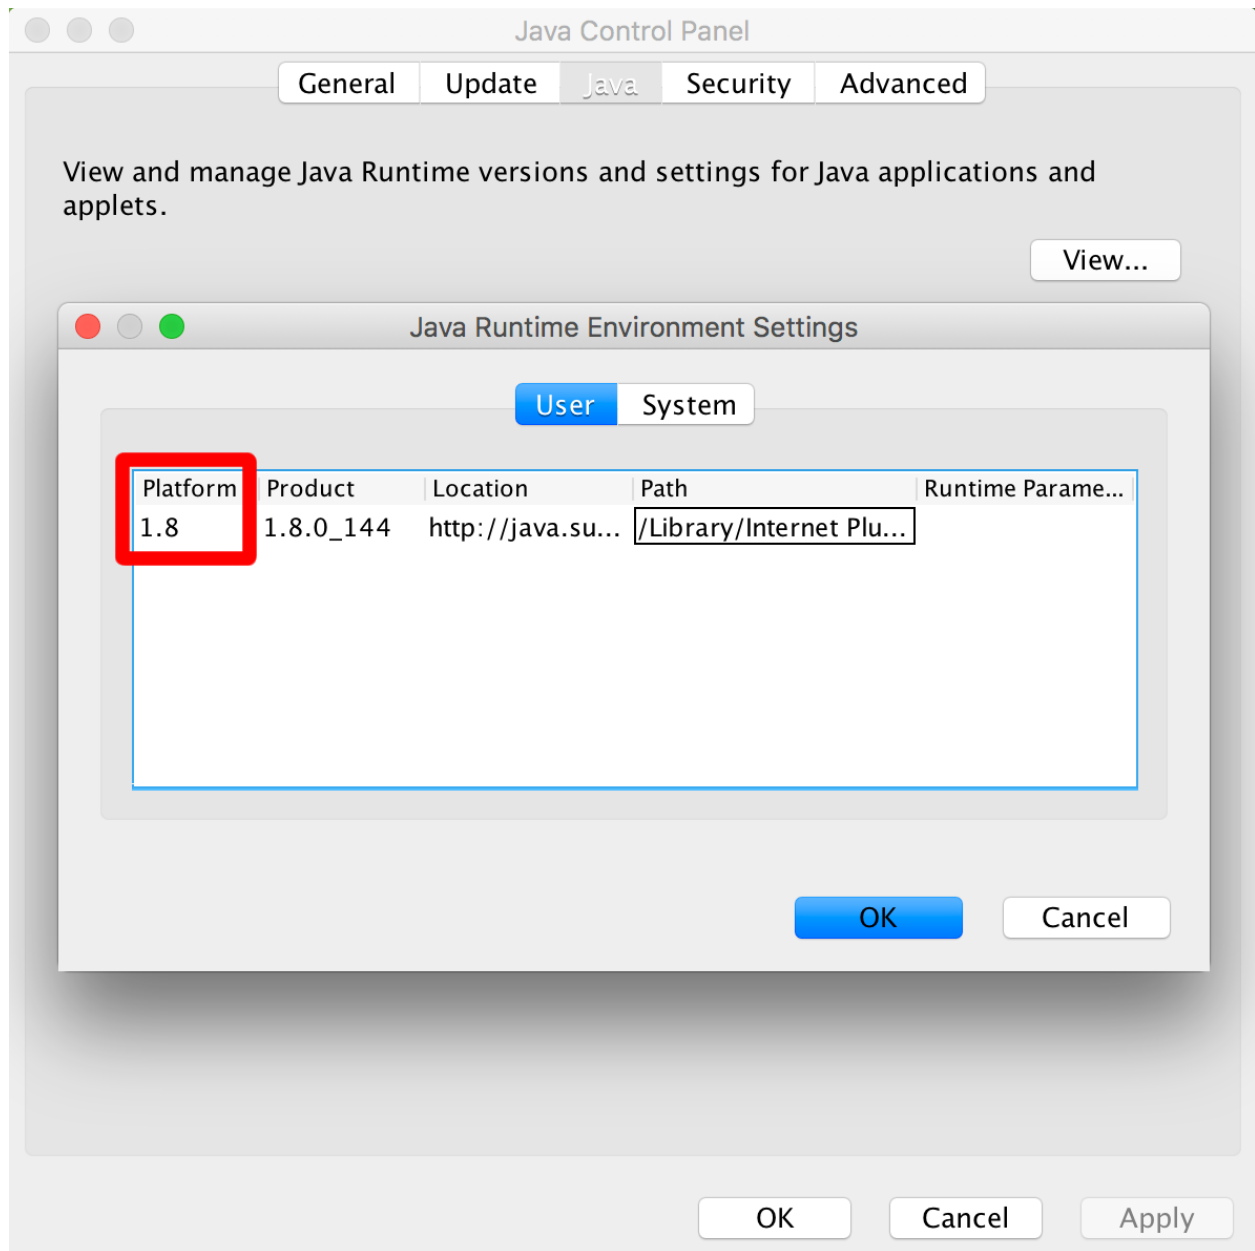 Java Control Panel
General Update Java Security Advanced
View and manage Java Runtime versions and settings for Java applications and
applets.
View...
Java Runtime Environment Settings
User System
Platform Product Location Path Runtime Parame...
1.8 1.8.0_144 http://java.su... /Library/Internet Plu...
OK Cancel
OK Cancel Apply